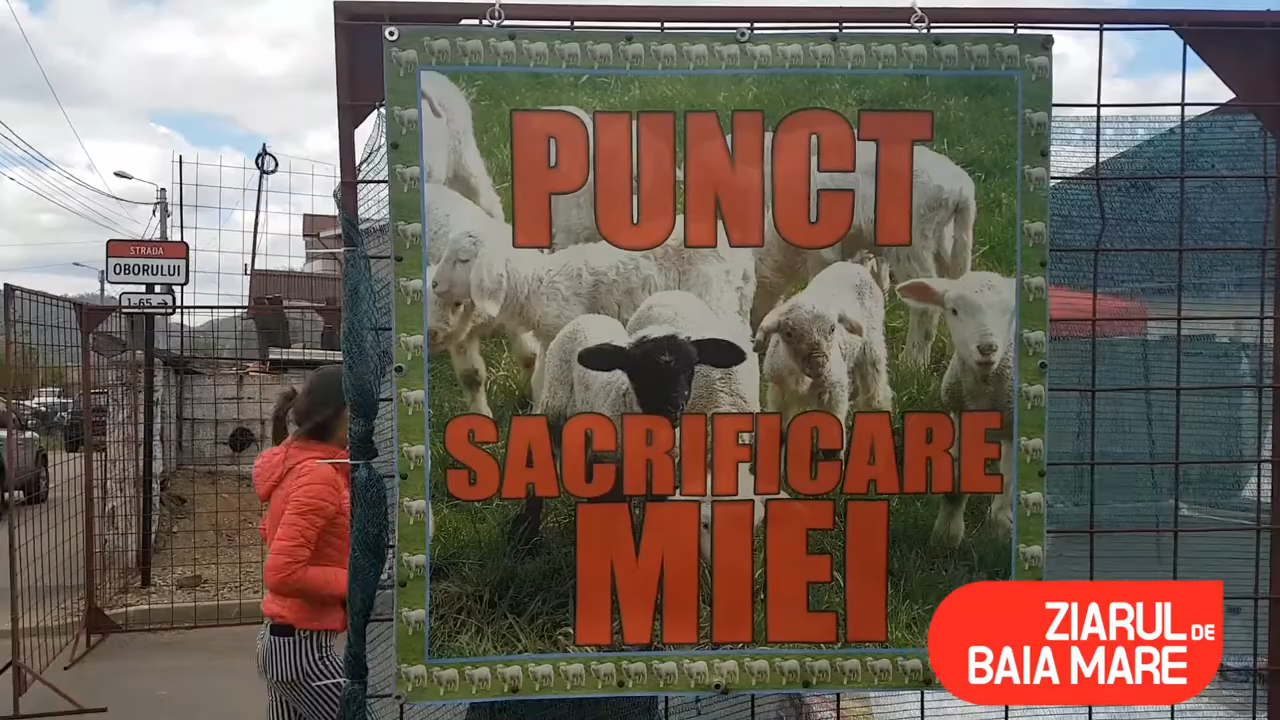 STRADA
OBORULUI
1-65 →
PUNCT
SACRIFICARE
MIEI
ZIARUL DE
BAIA MARE